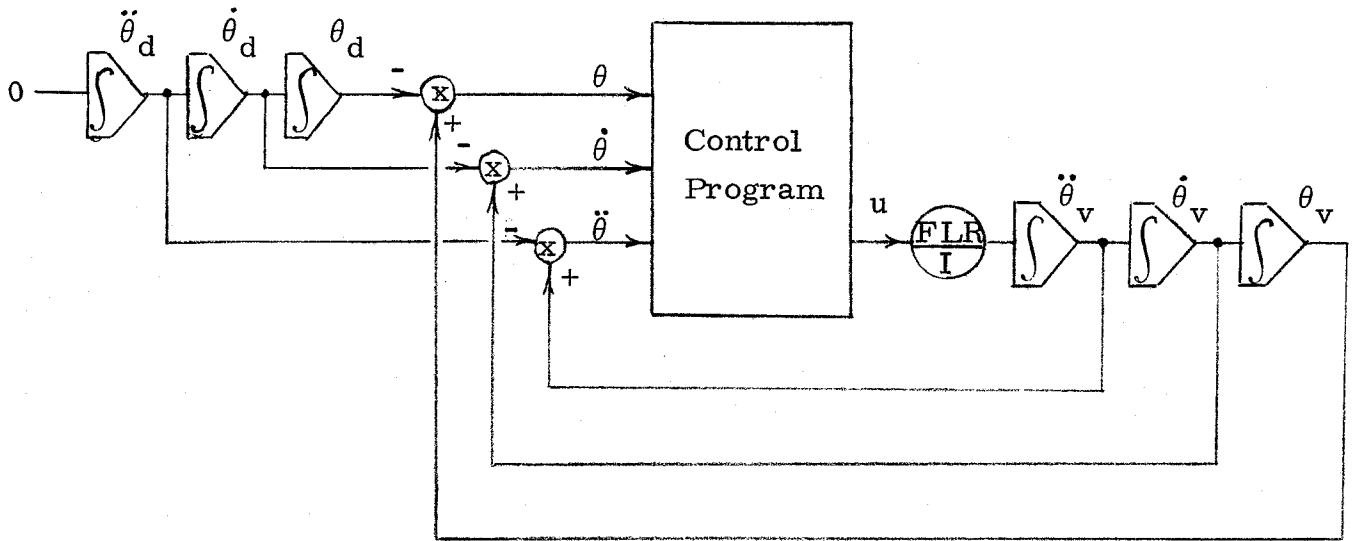 θ̈d θ̇d θd
0 ∫ ∫ ∫ - x θ
+
- x θ̇
+
- x θ̈
+
Control
Program
u
FLR
I
∫ ∫ ∫
θ̈v θ̇v θv